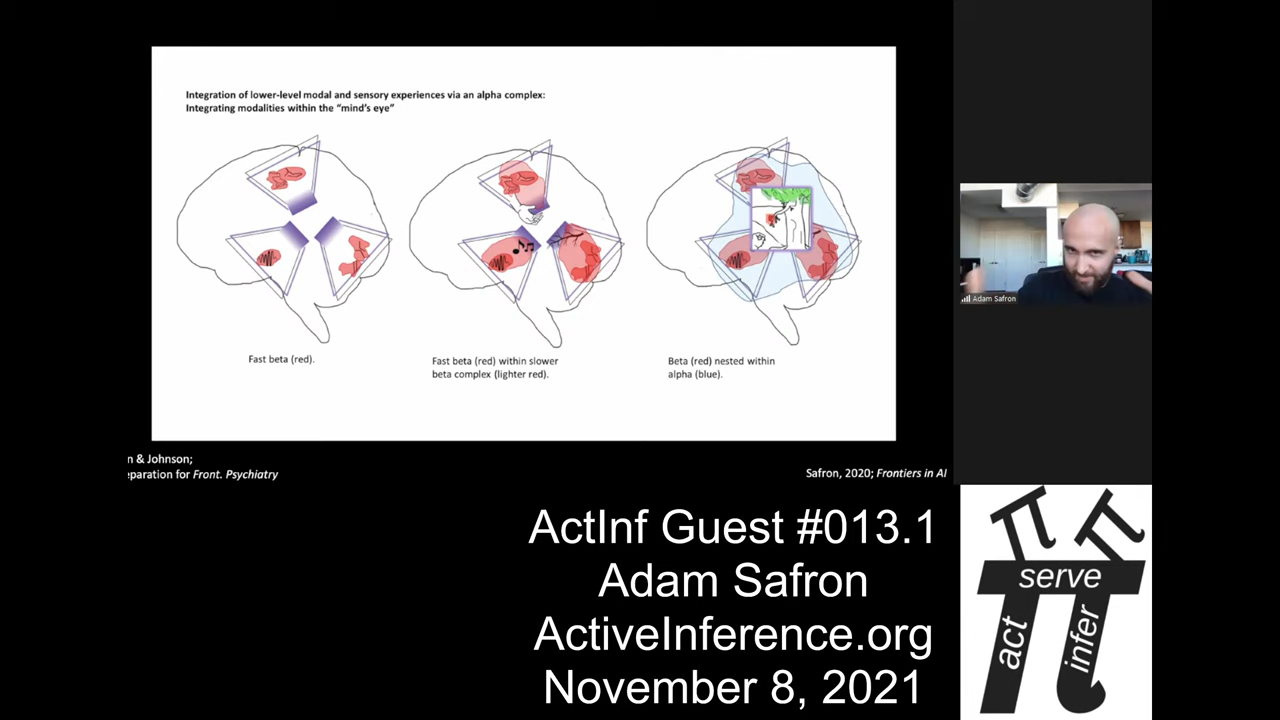 Integration of lower-level modal and sensory experiences via an alpha complex:
Integrating modalities within the “mind’s eye”
Fast beta (red).
Fast beta (red) within slower
beta complex (lighter red).
Beta (red) nested within
alpha (blue).
Adam Safron
n & Johnson;
eparation for Front. Psychiatry
Safron, 2020; Frontiers in AI
ActInf Guest #013.1
Adam Safron
ActiveInference.org
November 8, 2021
π π
serve
act
infer